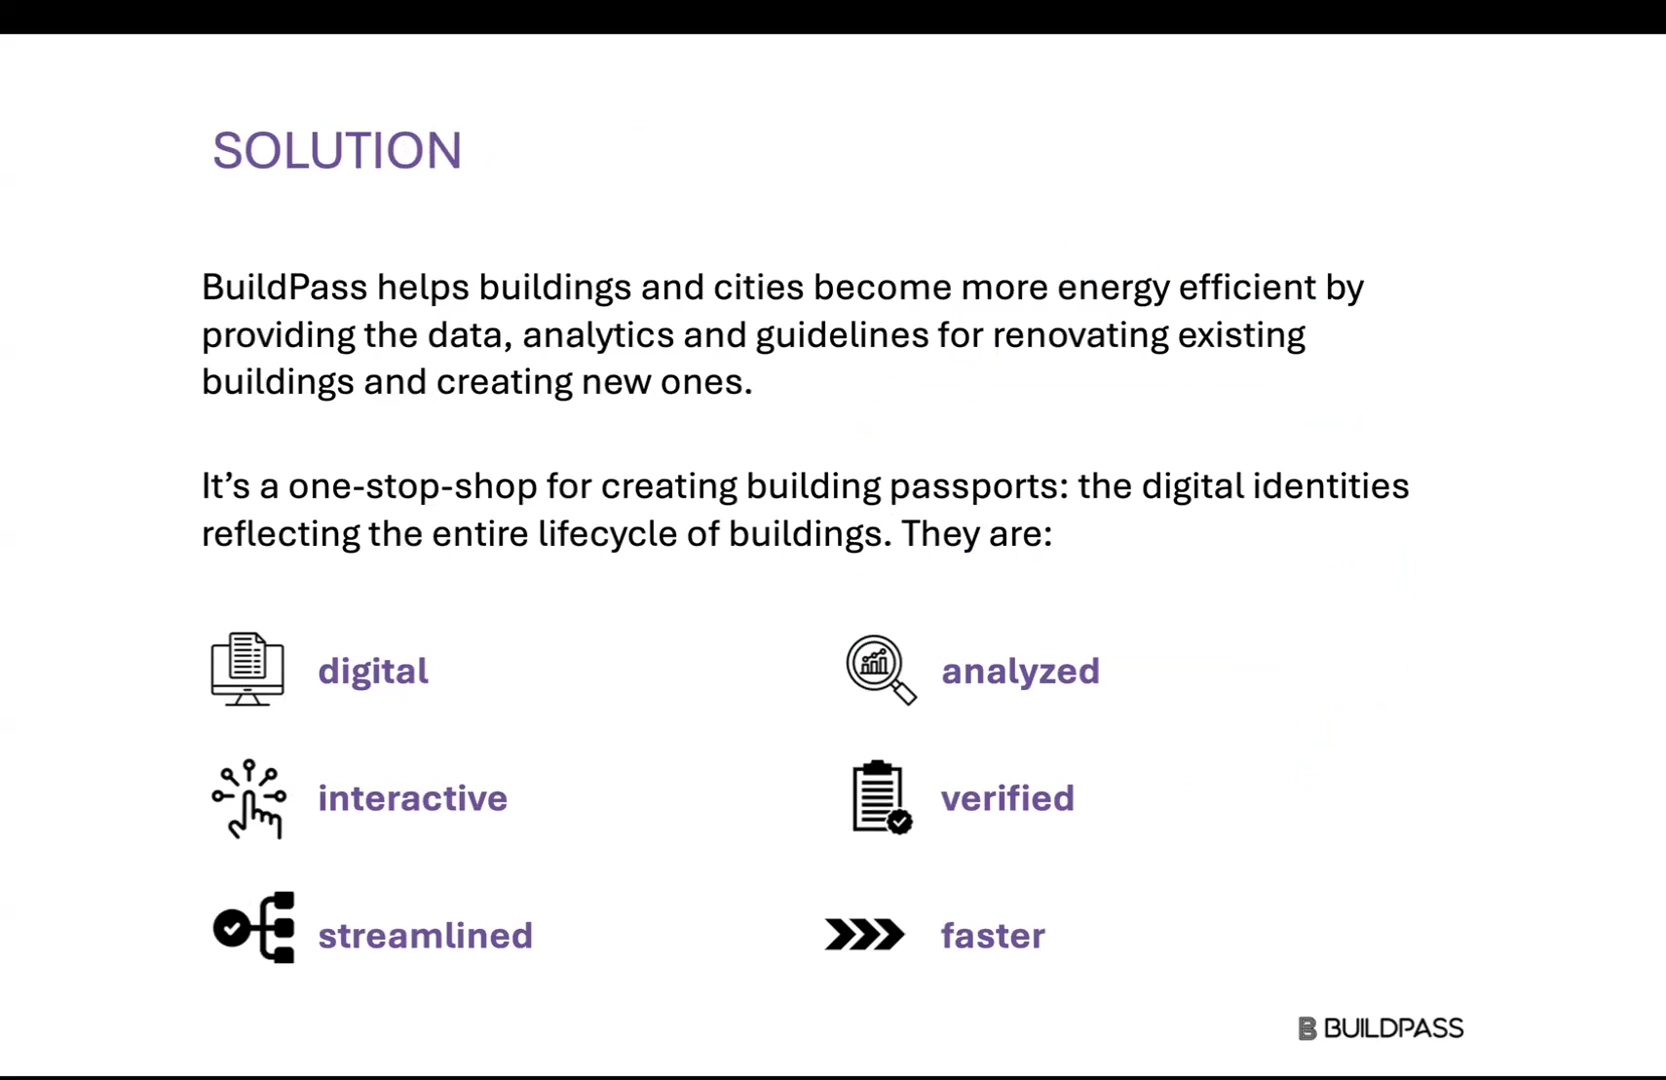 SOLUTION
BuildPass helps buildings and cities become more energy efficient by
providing the data, analytics and guidelines for renovating existing
buildings and creating new ones.
It’s a one-stop-shop for creating building passports: the digital identities
reflecting the entire lifecycle of buildings. They are:
digital
analyzed
interactive
verified
streamlined
faster
BUILDPASS